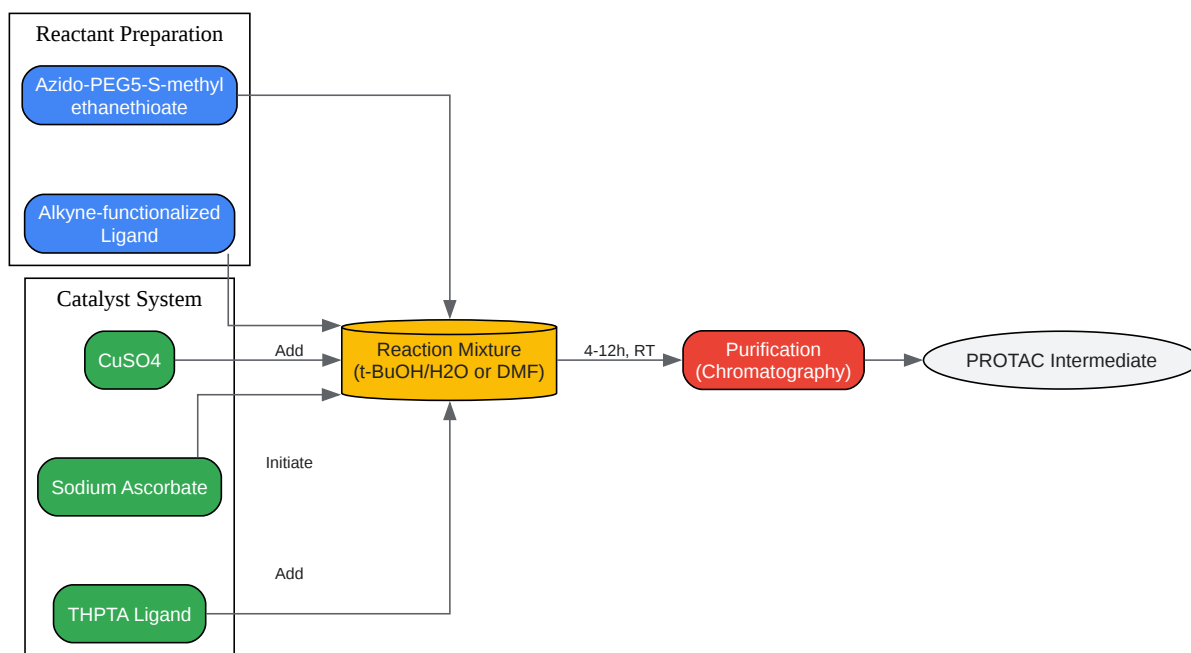 Reactant Preparation
Azido-PEG5-S-methyl
ethanethioate
Alkyne-functionalized
Ligand
Catalyst System
CuSO4
Add
Reaction Mixture
(t-BuOH/H2O or DMF)
4-12h, RT
Purification
(Chromatography)
PROTAC Intermediate
Initiate
Sodium Ascorbate
Add
THPTA Ligand